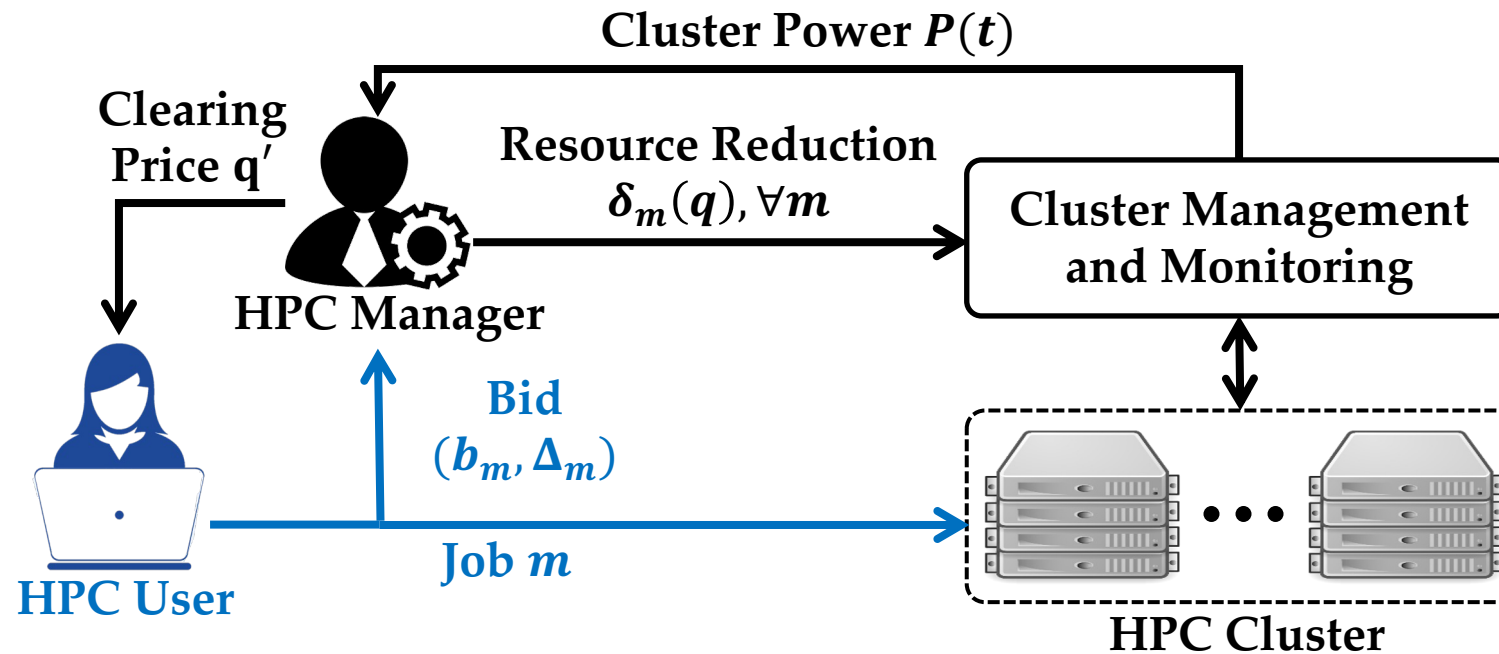 Cluster Power P(t)
Clearing
Price q′
Resource Reduction
δₘ(q), ∀m
Cluster Management
and Monitoring
HPC Manager
Bid
(bₘ, Δₘ)
Job m
HPC User
HPC Cluster